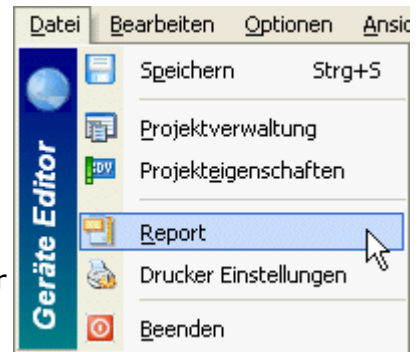 Datei Bearbeiten Optionen
Speichern Strg+S
Projektverwaltung
Projekteigenschaften
Report
Drucker Einstellungen
Beenden
Geräte Editor